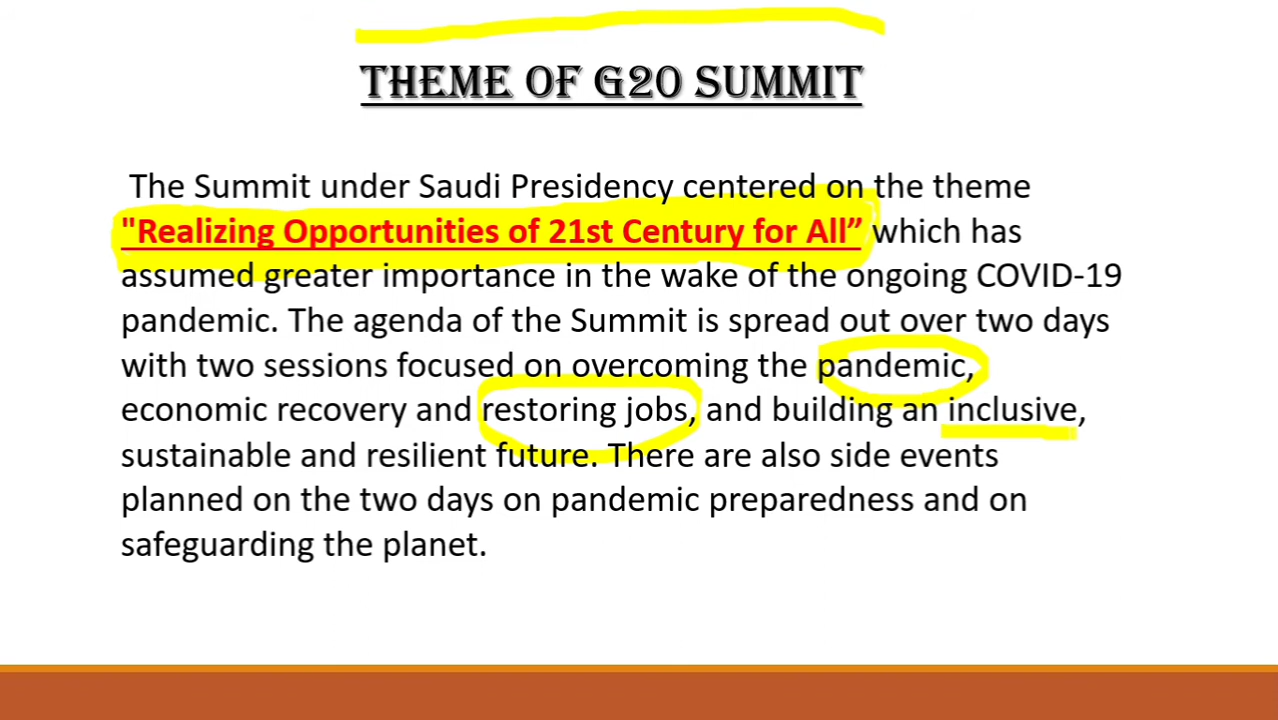 THEME OF G20 SUMMIT
The Summit under Saudi Presidency centered on the theme
"Realizing Opportunities of 21st Century for All” which has
assumed greater importance in the wake of the ongoing COVID-19
pandemic. The agenda of the Summit is spread out over two days
with two sessions focused on overcoming the pandemic,
economic recovery and restoring jobs, and building an inclusive,
sustainable and resilient future. There are also side events
planned on the two days on pandemic preparedness and on
safeguarding the planet.